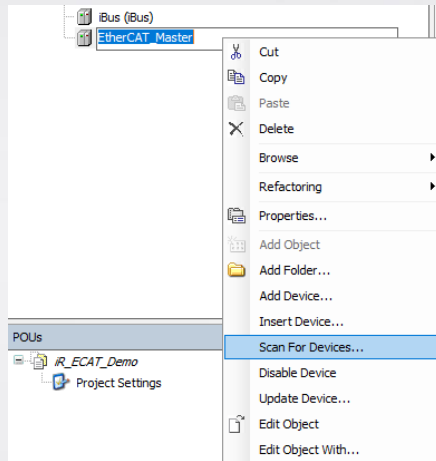 iBus (iBus)
EtherCAT_Master
Cut
Copy
Paste
Delete
Browse
Refactoring
Properties...
Add Object
Add Folder...
Add Device...
Insert Device...
Scan For Devices...
Disable Device
Update Device...
Edit Object
Edit Object With...
POUs
iR_ECAT_Demo
Project Settings